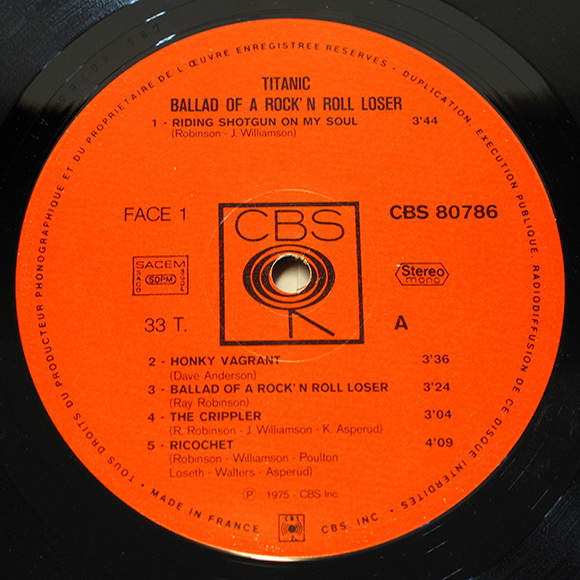 TOUS DROITS DU PRODUCTEUR PHONOGRAPHIQUE ET DU PROPRIETAIRE DE L'ŒUVRE ENREGISTREE RESERVES - DUPLICATION, EXECUTION PUBLIQUE, RADIODIFFUSION DE CE DISQUE INTERDITES
TITANIC
BALLAD OF A ROCK'N ROLL LOSER
1 - RIDING SHOTGUN ON MY SOUL 3'44
(Robinson - J. Williamson)
FACE 1
CBS
CBS 80786
SACEM
SACD SDRM SGDL
Stereo
mono
33 T.
A
2 - HONKY VAGRANT 3'36
(Dave Anderson)
3 - BALLAD OF A ROCK'N ROLL LOSER 3'24
(Ray Robinson)
4 - THE CRIPPLER 3'04
(R. Robinson - J. Williamson - K. Asperud)
5 - RICOCHET 4'09
(Robinson - Williamson - Poulton
Loseth - Walters - Asperud)
Ⓟ 1975 - CBS Inc.
MADE IN FRANCE
CBS
CBS, INC